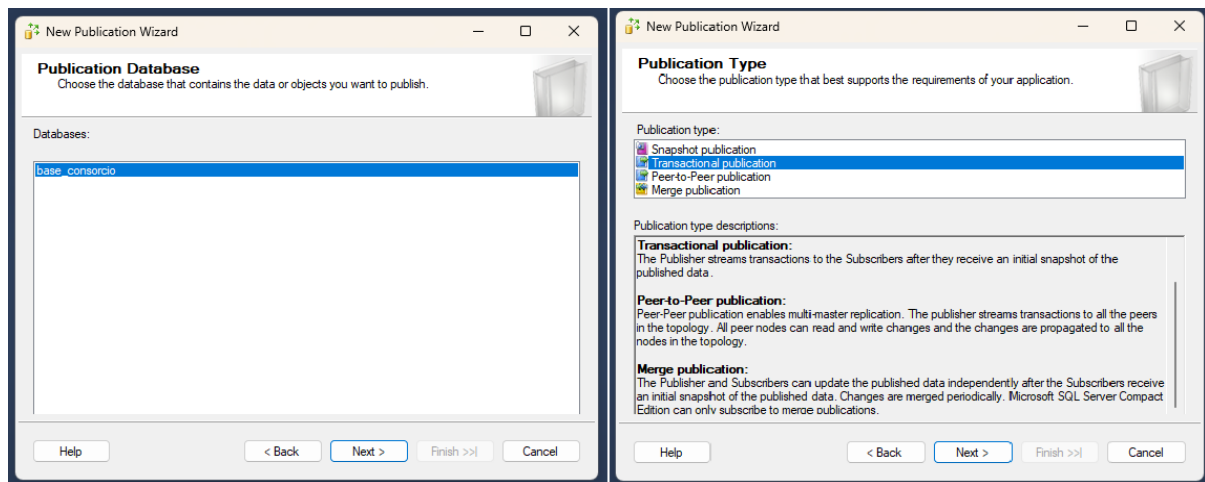 New Publication Wizard
Publication Database
Choose the database that contains the data or objects you want to publish.
Databases:
base_consorcio
Help
< Back
Next >
Finish >>|
Cancel
New Publication Wizard
Publication Type
Choose the publication type that best supports the requirements of your application.
Publication type:
Snapshot publication
Transactional publication
Peer-to-Peer publication
Merge publication
Publication type descriptions:
Transactional publication:
The Publisher streams transactions to the Subscribers after they receive an initial snapshot of the
published data.
Peer-to-Peer publication:
Peer-Peer publication enables multi-master replication. The publisher streams transactions to all the peers
in the topology. All peer nodes can read and write changes and the changes are propagated to all the
nodes in the topology.
Merge publication:
The Publisher and Subscribers can update the published data independently after the Subscribers receive
an initial snapshot of the published data. Changes are merged periodically. Microsoft SQL Server Compact
Edition can only subscribe to merge publications.
Help
< Back
Next >
Finish >>|
Cancel